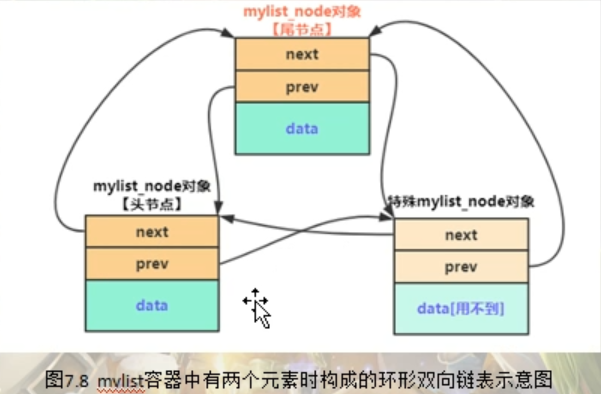 mylist_node对象
【尾节点】
next
prev
data
mylist_node对象
【头节点】
next
prev
data
特殊mylist_node对象
next
prev
data[用不到]
图7.8 mylist容器中有两个元素时构成的环形双向链表示意图